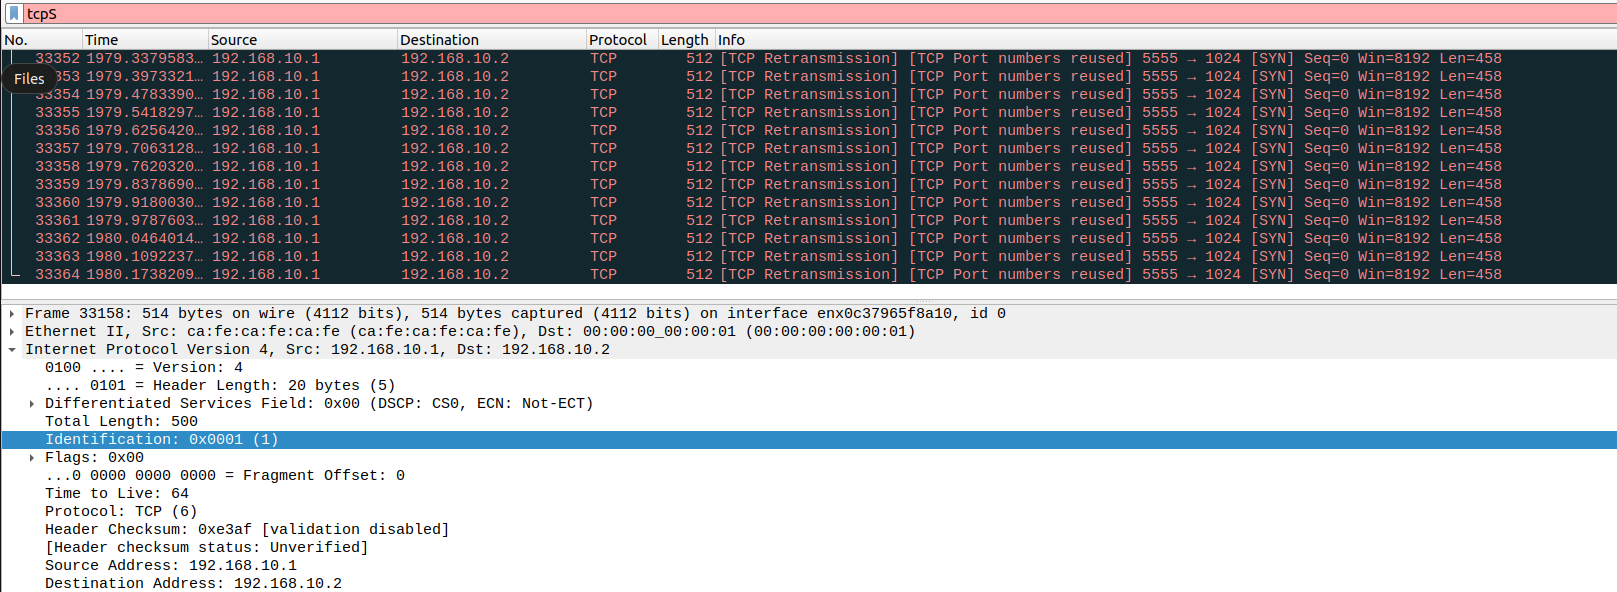 tcpS
No. Time Source Destination Protocol Length Info
33352 1979.3379583… 192.168.10.1 192.168.10.2 TCP 512 [TCP Retransmission] [TCP Port numbers reused] 5555 → 1024 [SYN] Seq=0 Win=8192 Len=458
Files
353 1979.3973321… 192.168.10.1 192.168.10.2 TCP 512 [TCP Retransmission] [TCP Port numbers reused] 5555 → 1024 [SYN] Seq=0 Win=8192 Len=458
33354 1979.4783390… 192.168.10.1 192.168.10.2 TCP 512 [TCP Retransmission] [TCP Port numbers reused] 5555 → 1024 [SYN] Seq=0 Win=8192 Len=458
33355 1979.5418297… 192.168.10.1 192.168.10.2 TCP 512 [TCP Retransmission] [TCP Port numbers reused] 5555 → 1024 [SYN] Seq=0 Win=8192 Len=458
33356 1979.6256420… 192.168.10.1 192.168.10.2 TCP 512 [TCP Retransmission] [TCP Port numbers reused] 5555 → 1024 [SYN] Seq=0 Win=8192 Len=458
33357 1979.7063128… 192.168.10.1 192.168.10.2 TCP 512 [TCP Retransmission] [TCP Port numbers reused] 5555 → 1024 [SYN] Seq=0 Win=8192 Len=458
33358 1979.7620320… 192.168.10.1 192.168.10.2 TCP 512 [TCP Retransmission] [TCP Port numbers reused] 5555 → 1024 [SYN] Seq=0 Win=8192 Len=458
33359 1979.8378690… 192.168.10.1 192.168.10.2 TCP 512 [TCP Retransmission] [TCP Port numbers reused] 5555 → 1024 [SYN] Seq=0 Win=8192 Len=458
33360 1979.9180030… 192.168.10.1 192.168.10.2 TCP 512 [TCP Retransmission] [TCP Port numbers reused] 5555 → 1024 [SYN] Seq=0 Win=8192 Len=458
33361 1979.9787603… 192.168.10.1 192.168.10.2 TCP 512 [TCP Retransmission] [TCP Port numbers reused] 5555 → 1024 [SYN] Seq=0 Win=8192 Len=458
33362 1980.0464014… 192.168.10.1 192.168.10.2 TCP 512 [TCP Retransmission] [TCP Port numbers reused] 5555 → 1024 [SYN] Seq=0 Win=8192 Len=458
33363 1980.1092237… 192.168.10.1 192.168.10.2 TCP 512 [TCP Retransmission] [TCP Port numbers reused] 5555 → 1024 [SYN] Seq=0 Win=8192 Len=458
33364 1980.1738209… 192.168.10.1 192.168.10.2 TCP 512 [TCP Retransmission] [TCP Port numbers reused] 5555 → 1024 [SYN] Seq=0 Win=8192 Len=458
Frame 33158: 514 bytes on wire (4112 bits), 514 bytes captured (4112 bits) on interface enx0c37965f8a10, id 0
Ethernet II, Src: ca:fe:ca:fe:ca:fe (ca:fe:ca:fe:ca:fe), Dst: 00:00:00_00:00:01 (00:00:00:00:00:01)
Internet Protocol Version 4, Src: 192.168.10.1, Dst: 192.168.10.2
0100 .... = Version: 4
.... 0101 = Header Length: 20 bytes (5)
Differentiated Services Field: 0x00 (DSCP: CS0, ECN: Not-ECT)
Total Length: 500
Identification: 0x0001 (1)
Flags: 0x00
...0 0000 0000 0000 = Fragment Offset: 0
Time to Live: 64
Protocol: TCP (6)
Header Checksum: 0xe3af [validation disabled]
[Header checksum status: Unverified]
Source Address: 192.168.10.1
Destination Address: 192.168.10.2